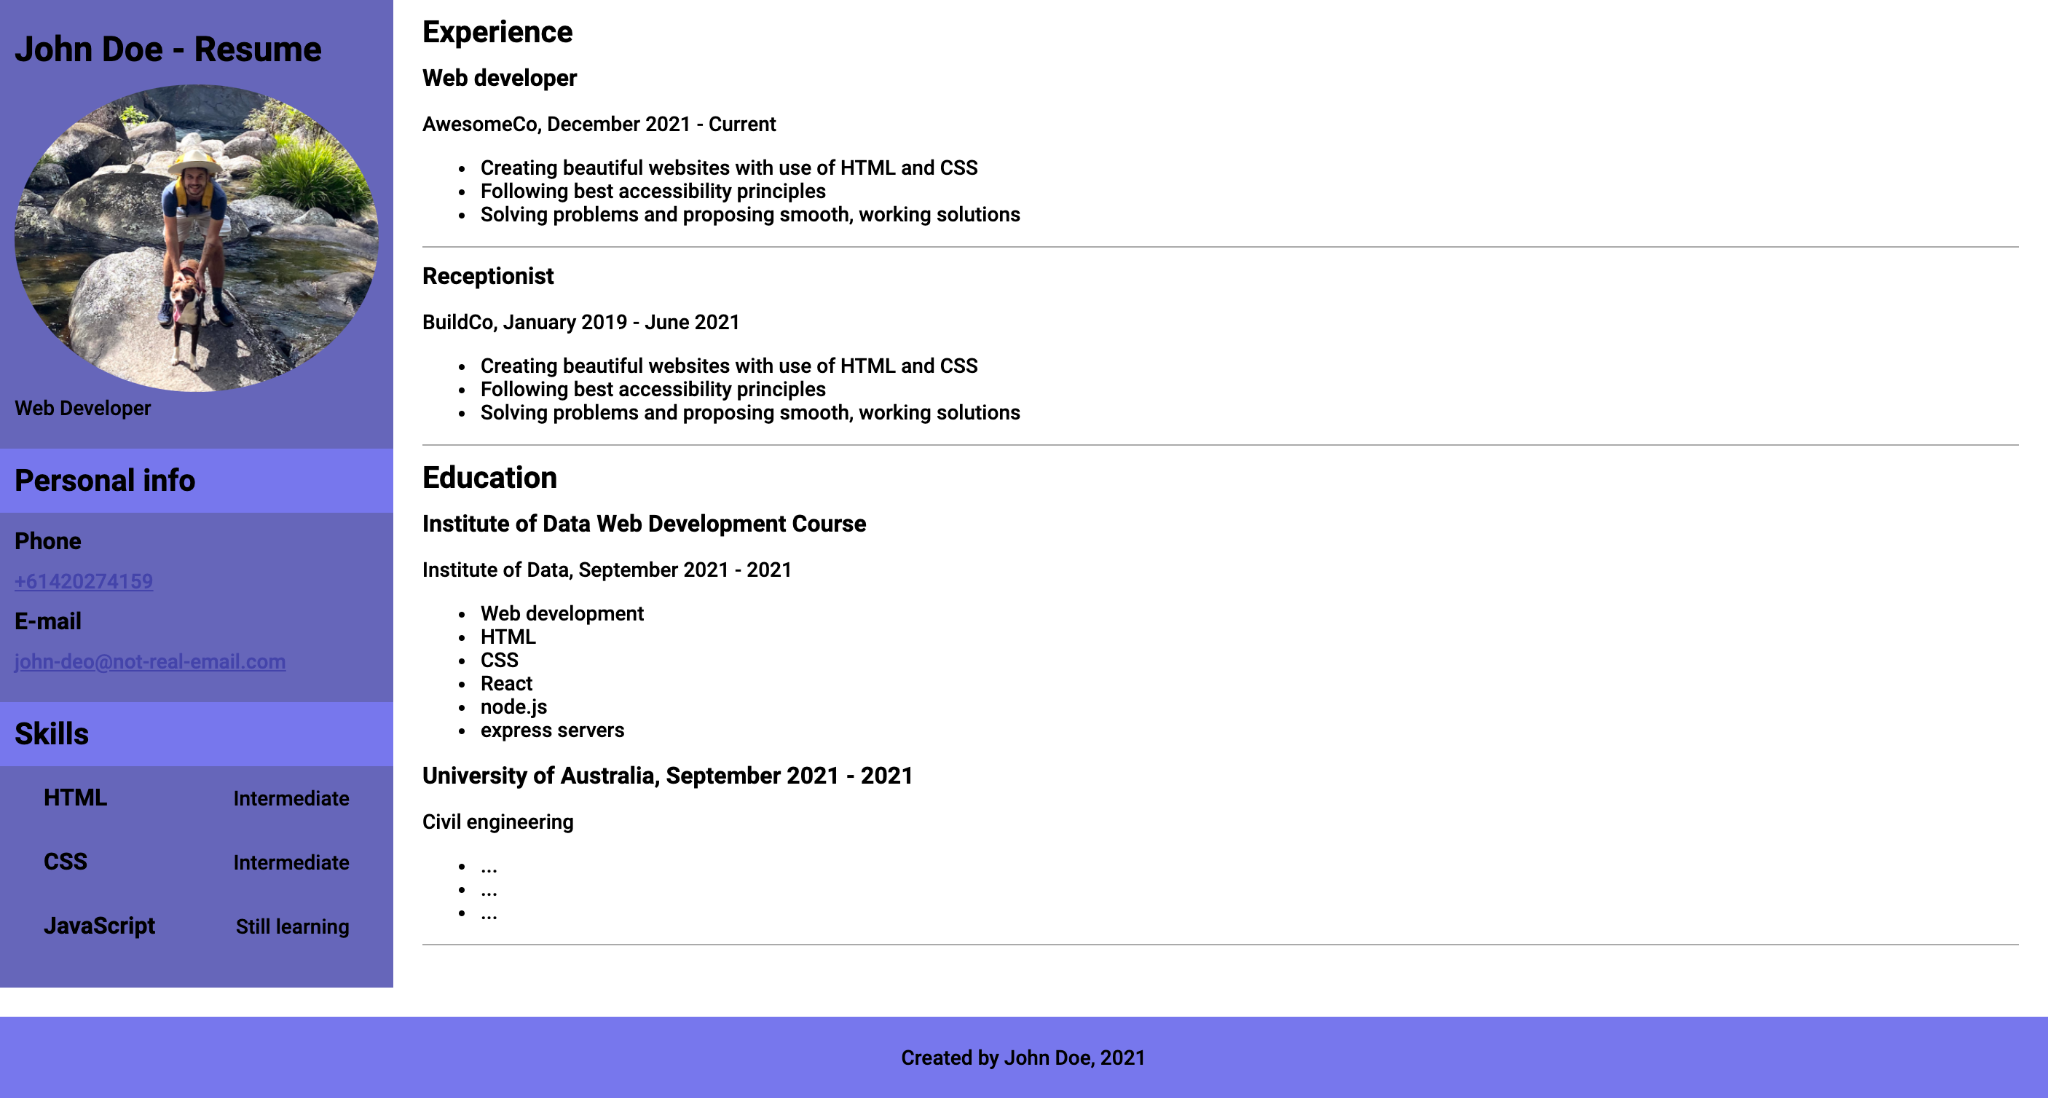 John Doe - Resume
Web Developer
Personal info
Phone
+61420274159
E-mail
john-deo@not-real-email.com
Skills
HTML Intermediate
CSS Intermediate
JavaScript Still learning
Experience
Web developer
AwesomeCo, December 2021 - Current
• Creating beautiful websites with use of HTML and CSS
• Following best accessibility principles
• Solving problems and proposing smooth, working solutions
Receptionist
BuildCo, January 2019 - June 2021
• Creating beautiful websites with use of HTML and CSS
• Following best accessibility principles
• Solving problems and proposing smooth, working solutions
Education
Institute of Data Web Development Course
Institute of Data, September 2021 - 2021
• Web development
• HTML
• CSS
• React
• node.js
• express servers
University of Australia, September 2021 - 2021
Civil engineering
• ...
• ...
• ...
Created by John Doe, 2021